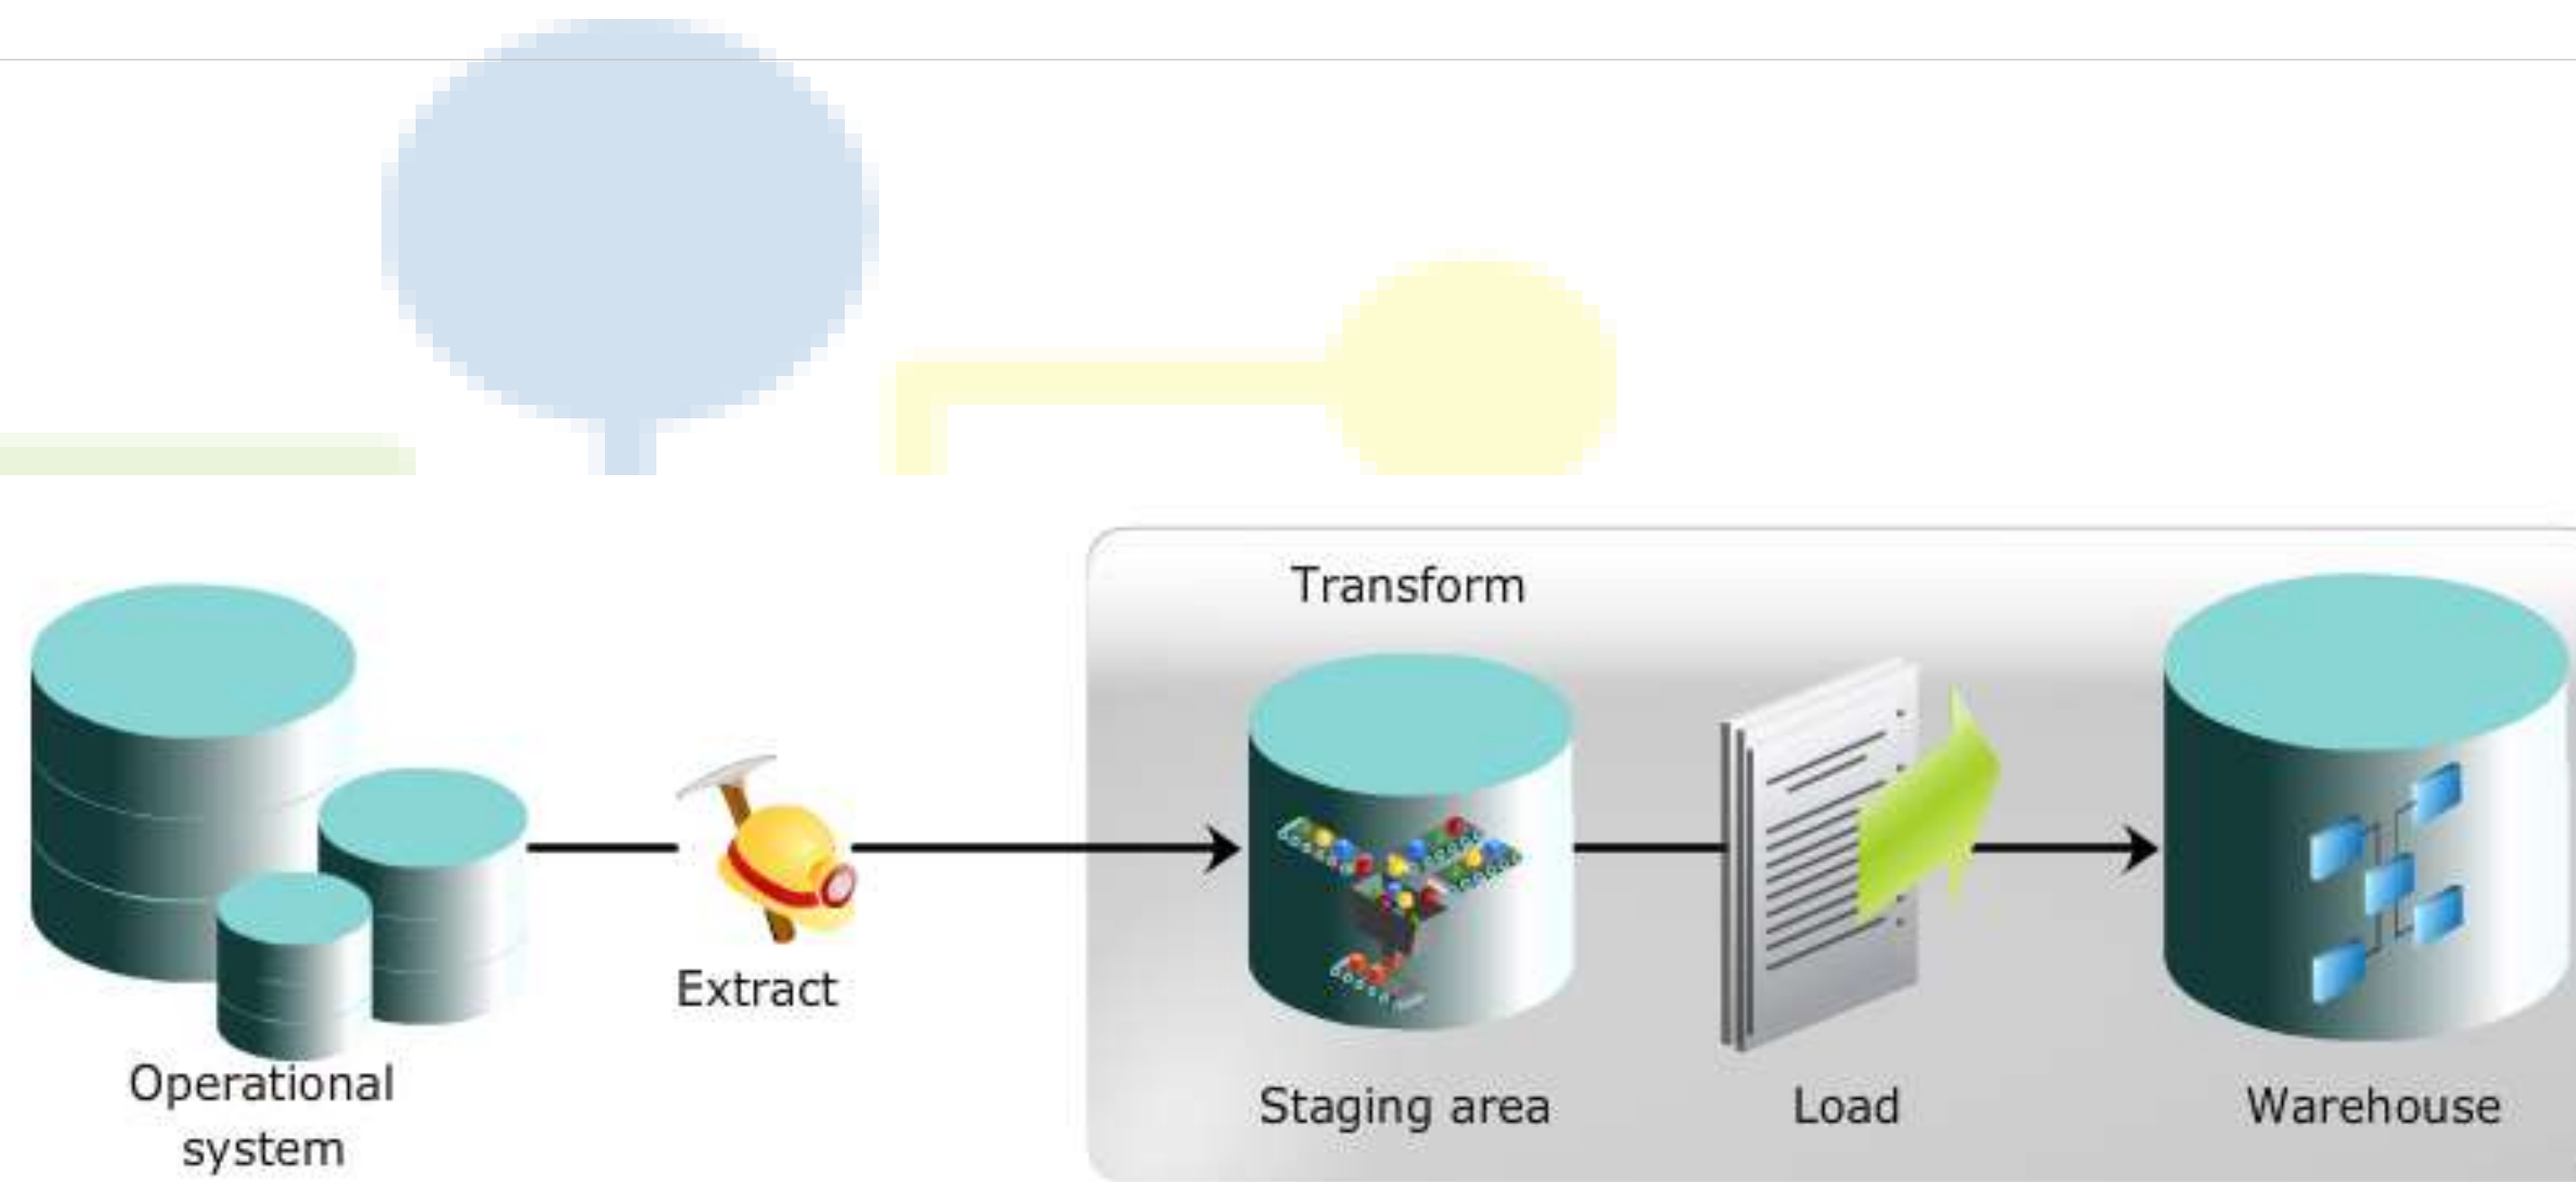 Transform
Extract
Operational
system
Staging area
Load
Warehouse